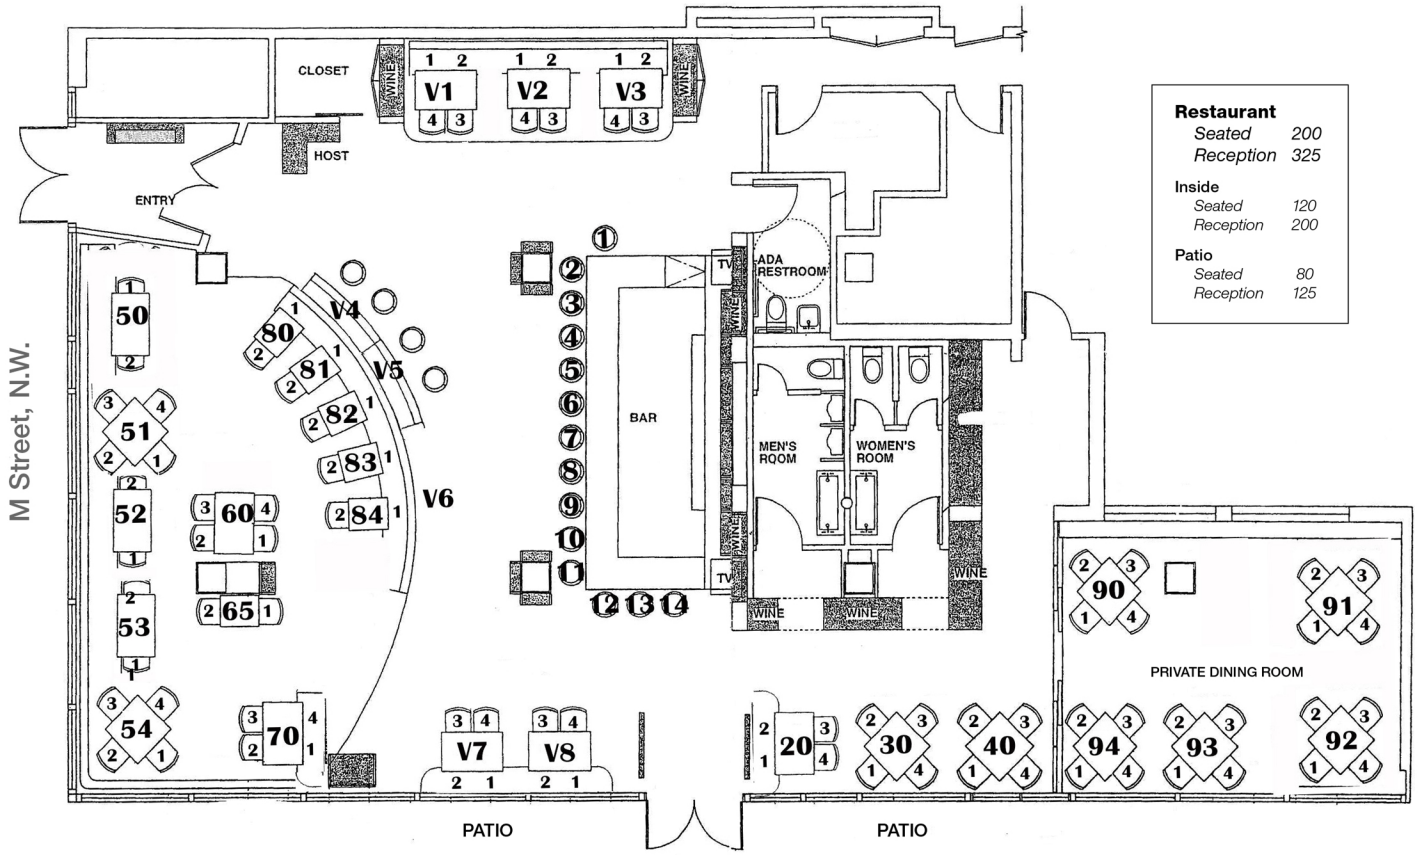 CLOSET
WINE
1 2
V1
4 3
1 2
V2
4 3
1 2
V3
4 3
WINE
HOST
ENTRY
Restaurant
Seated 200
Reception 325
Inside
Seated 120
Reception 200
Patio
Seated 80
Reception 125
M Street, N.W.
1
50
2
3 4
51
2 1
2
52
1
2
53
1
3 4
54
2 1
3 4
60
2 1
2 65 1
3 4
70
2 1
1
80
2
1
81
2
1
82
2
1
83
2
2 84 1
V4
V5
V6
1
2
3
4
5
6
7
8
9
10
11
12 13 14
BAR
TV
TV
WINE
WINE
ADA
RESTROOM
MEN'S
ROOM
WOMEN'S
ROOM
WINE
WINE
WINE
3 4
V7
2 1
3 4
V8
2 1
2 3
20
1 4
2 3
30
1 4
2 3
40
1 4
2 3
90
1 4
2 3
91
1 4
PRIVATE DINING ROOM
2 3
94
1 4
2 3
93
1 4
2 3
92
1 4
PATIO
PATIO